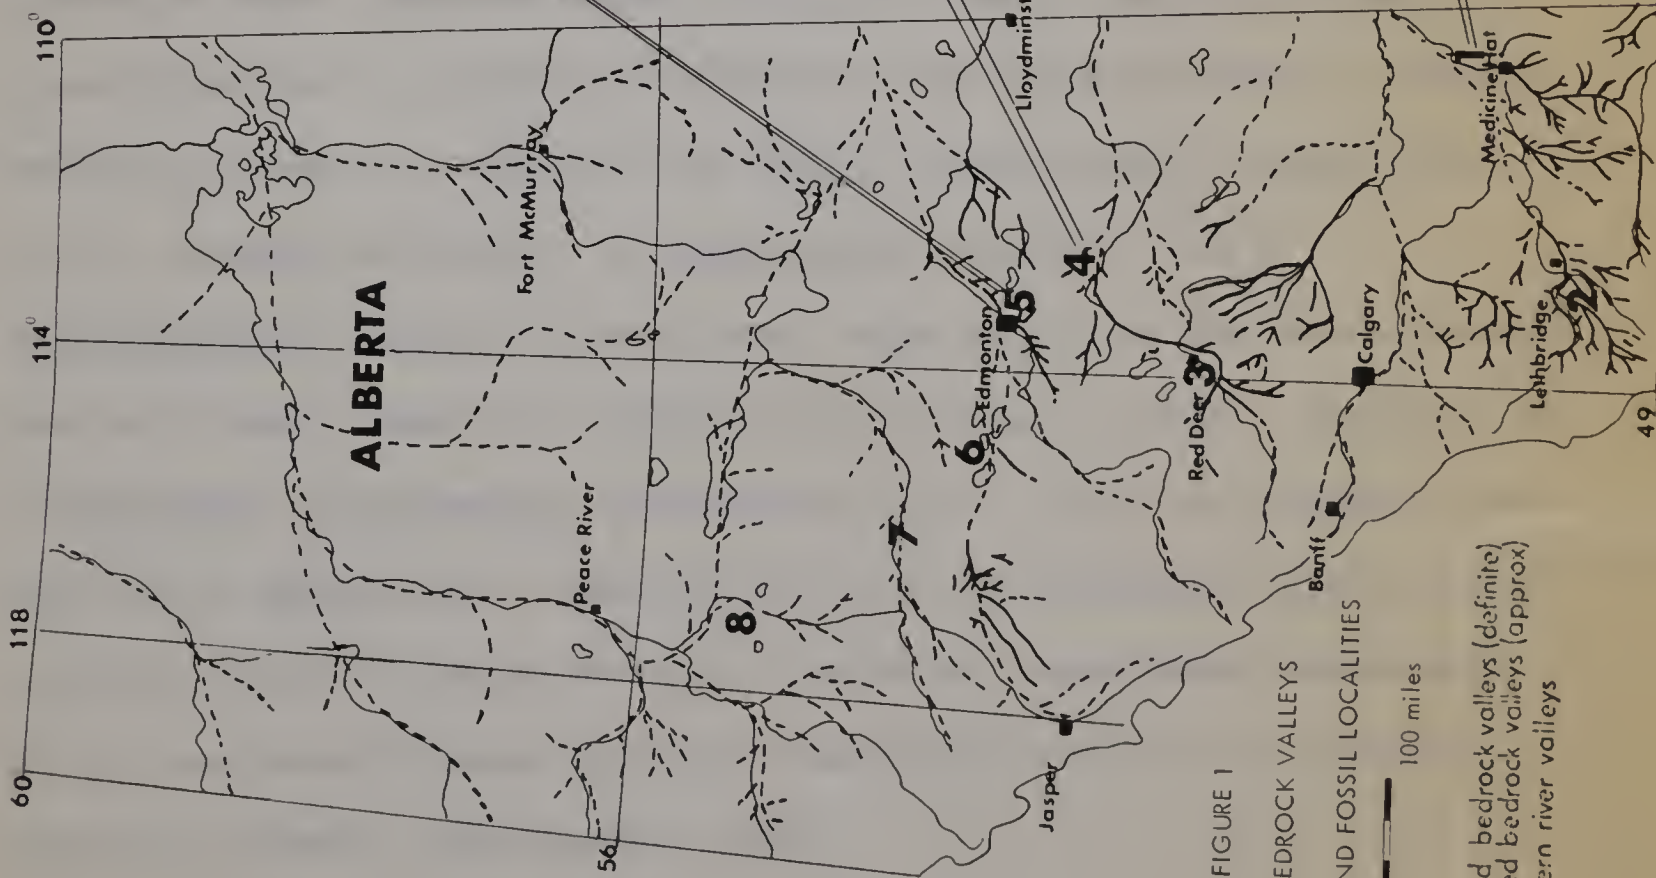 60
118
114°
110°
ALBERTA
Fort McMurray
Peace River
56
8
7
6
Edmonton
5
Lloydminst
Jasper
4
Red Deer
3
Calgary
Banff
Medicine Hat
1
Lethbridge
2
49
FIGURE 1
EDROCK VALLEYS
ND FOSSIL LOCALITIES
100 miles
d bedrock valleys (definite)
ed bedrock valleys (approx)
ern river valleys